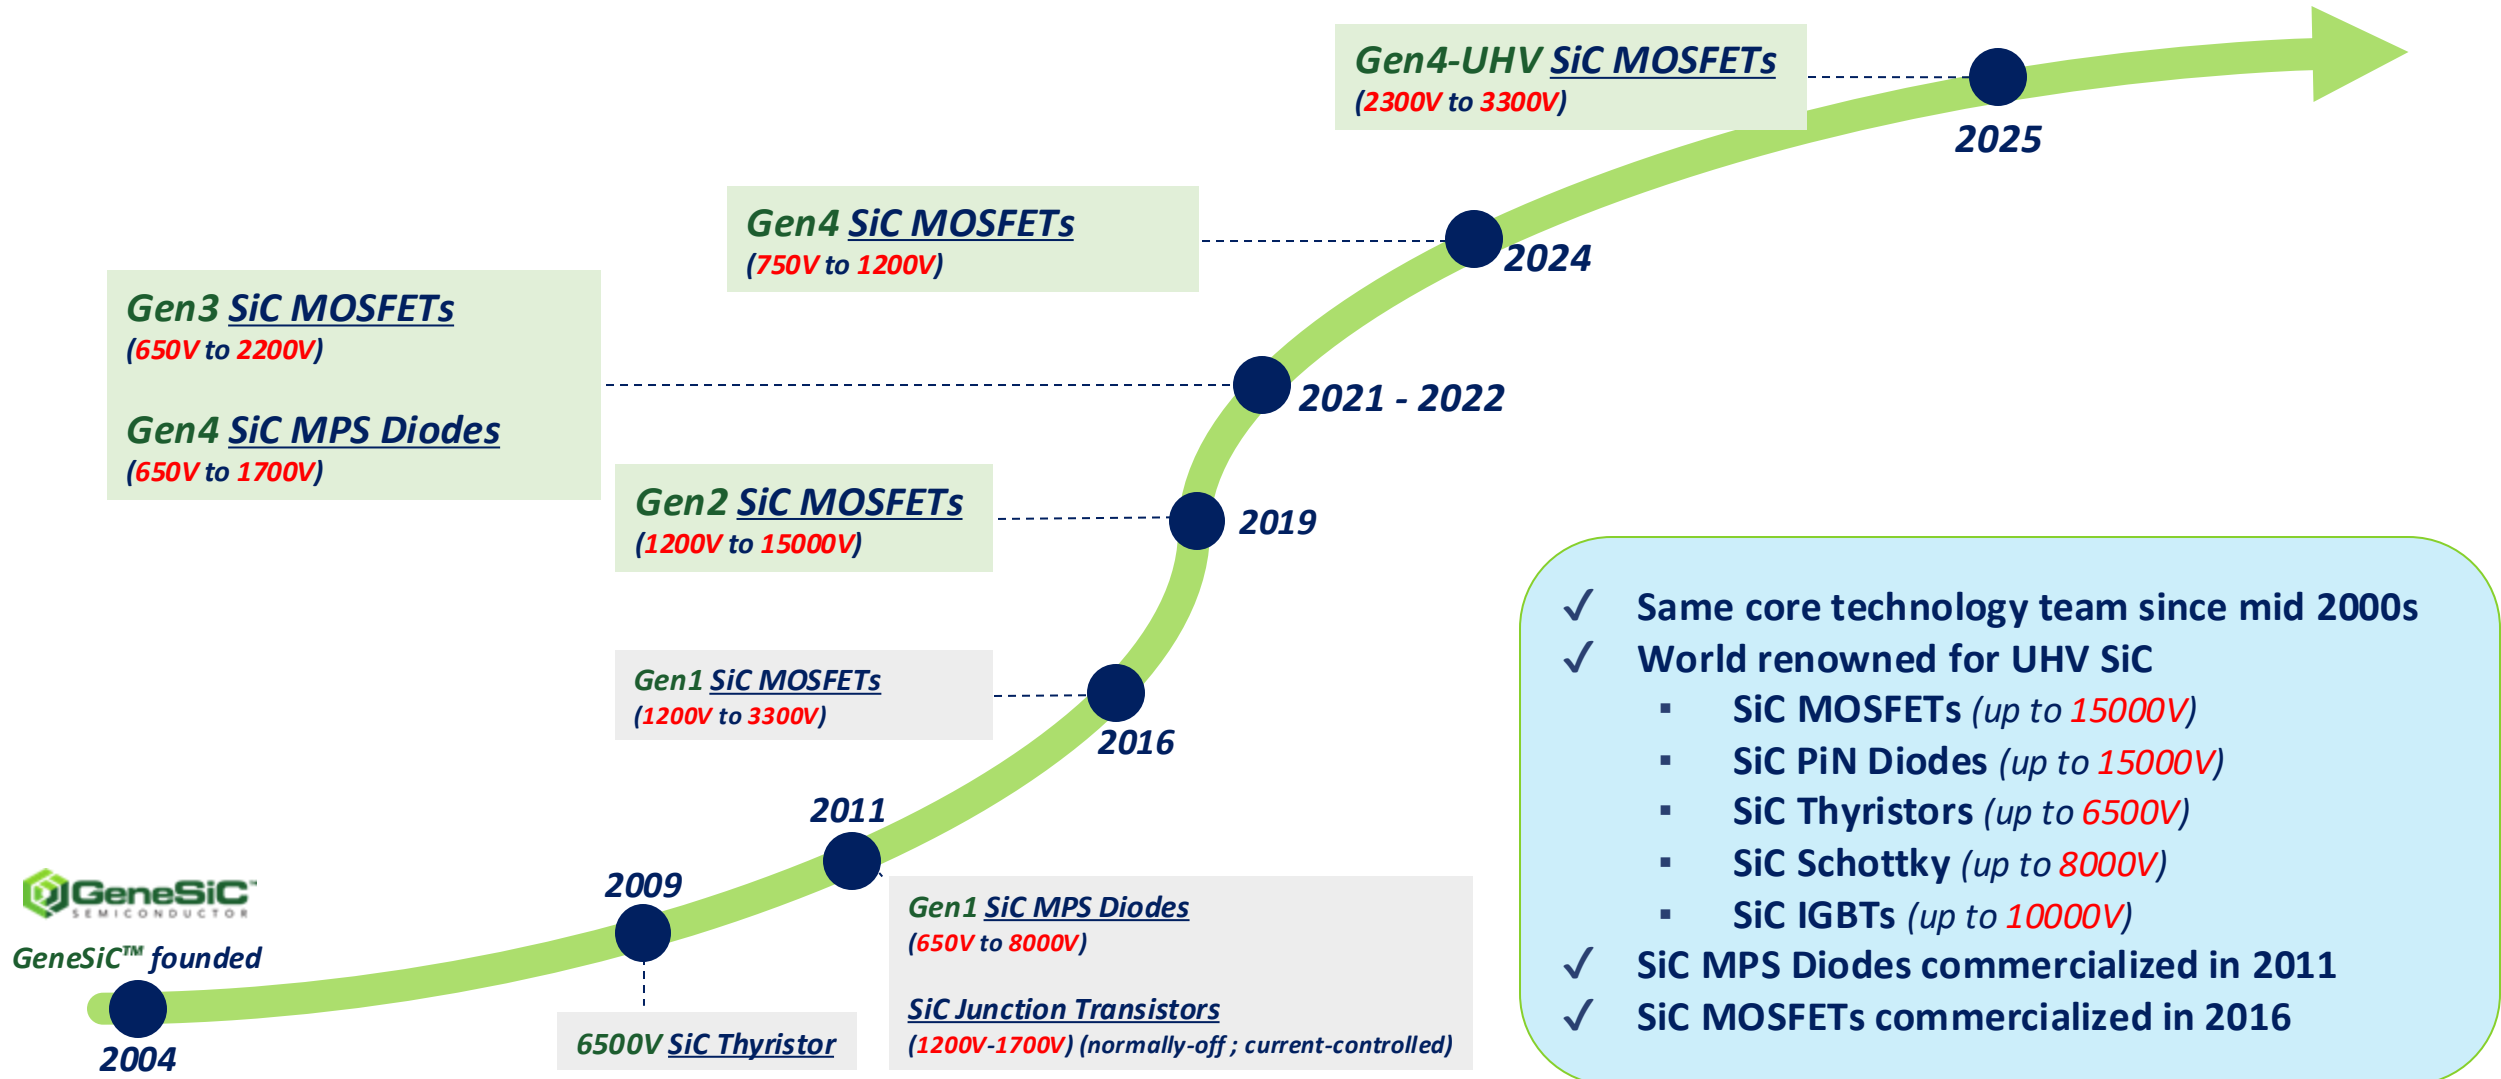 Gen4-UHV SiC MOSFETs
(2300V to 3300V)
2025
Gen4 SiC MOSFETs
(750V to 1200V)
2024
Gen3 SiC MOSFETs
(650V to 2200V)
Gen4 SiC MPS Diodes
(650V to 1700V)
2021 - 2022
Gen2 SiC MOSFETs
(1200V to 15000V)
2019
Gen1 SiC MOSFETs
(1200V to 3300V)
2016
2011
Gen1 SiC MPS Diodes
(650V to 8000V)
SiC Junction Transistors
(1200V-1700V) (normally-off ; current-controlled)
2009
6500V SiC Thyristor
GeneSiC™
SEMICONDUCTOR
GeneSiC™ founded
2004
✓ Same core technology team since mid 2000s
✓ World renowned for UHV SiC
▪ SiC MOSFETs (up to 15000V)
▪ SiC PiN Diodes (up to 15000V)
▪ SiC Thyristors (up to 6500V)
▪ SiC Schottky (up to 8000V)
▪ SiC IGBTs (up to 10000V)
✓ SiC MPS Diodes commercialized in 2011
✓ SiC MOSFETs commercialized in 2016